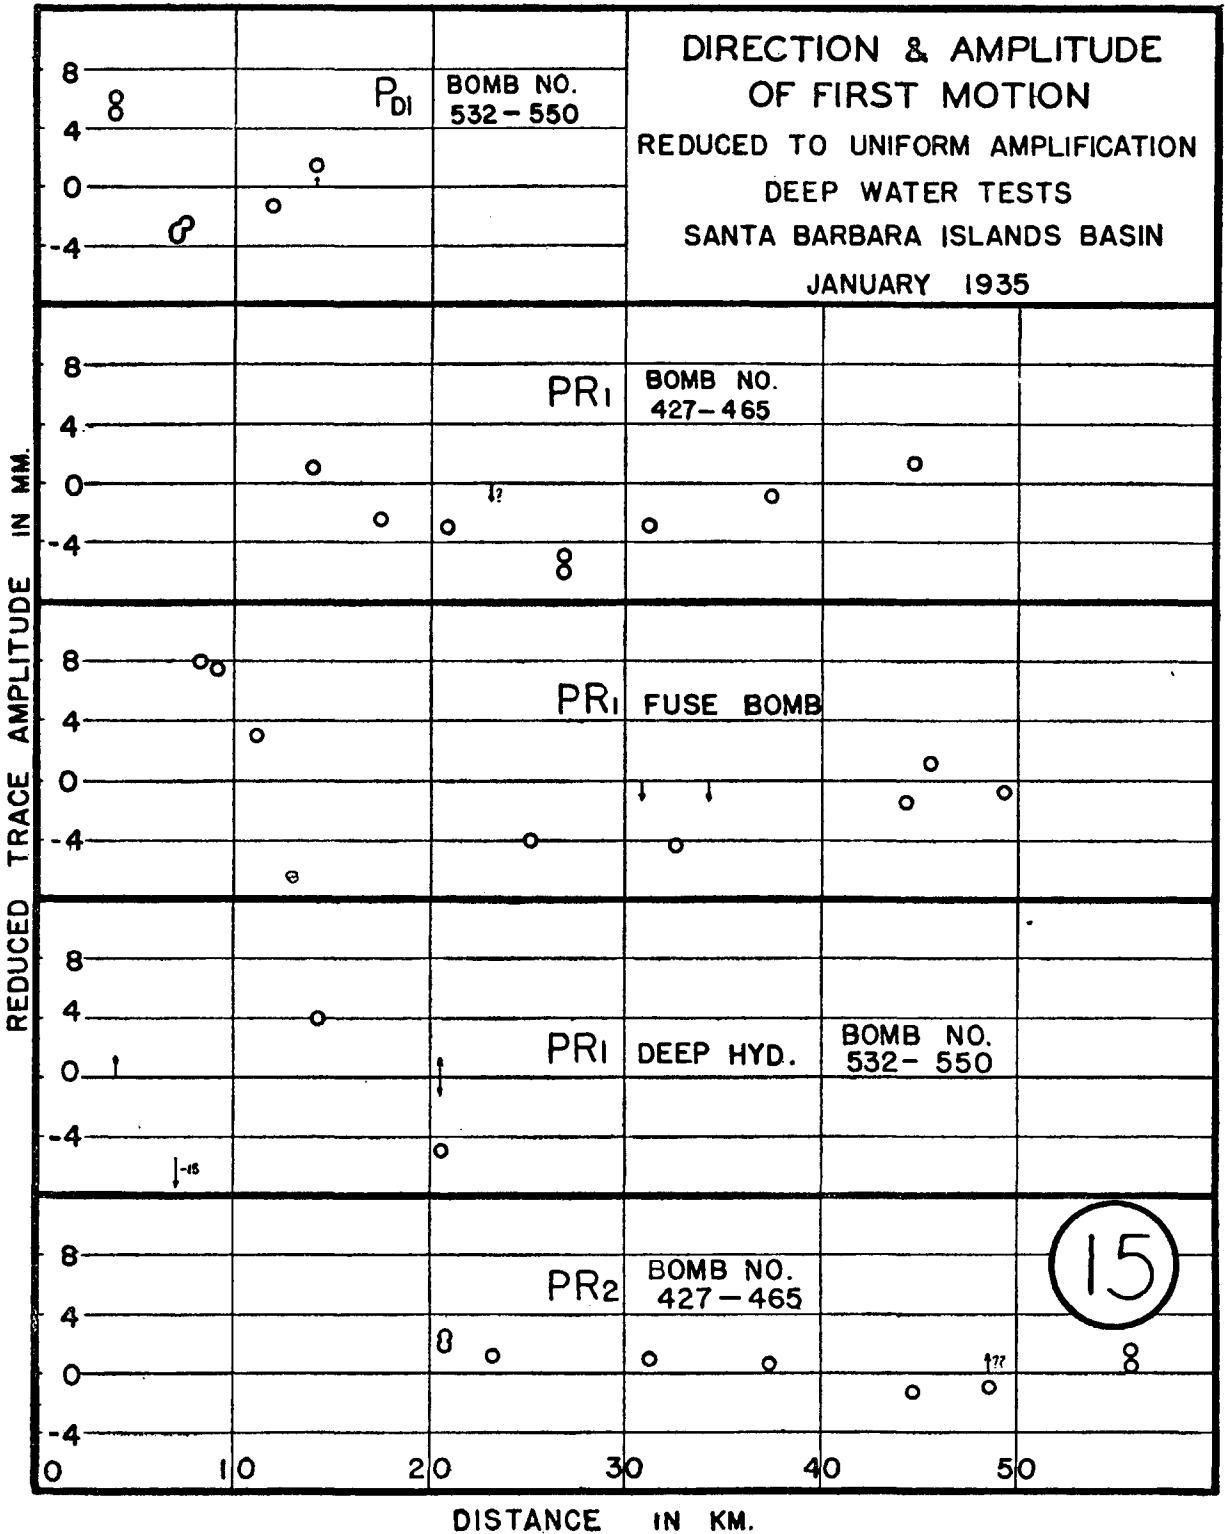 DIRECTION & AMPLITUDE
OF FIRST MOTION
REDUCED TO UNIFORM AMPLIFICATION
DEEP WATER TESTS
SANTA BARBARA ISLANDS BASIN
JANUARY 1935
REDUCED TRACE AMPLITUDE IN MM.
8
4
0
-4
PD1 BOMB NO.
532-550
8
4
0
-4
PR1 BOMB NO.
427-465
?
8
4
0
-4
PR1 FUSE BOMB
8
4
0
-4
PR1 DEEP HYD. BOMB NO.
532-550
-15
8
4
0
-4
PR2 BOMB NO.
427-465
??
15
0 10 20 30 40 50
DISTANCE IN KM.